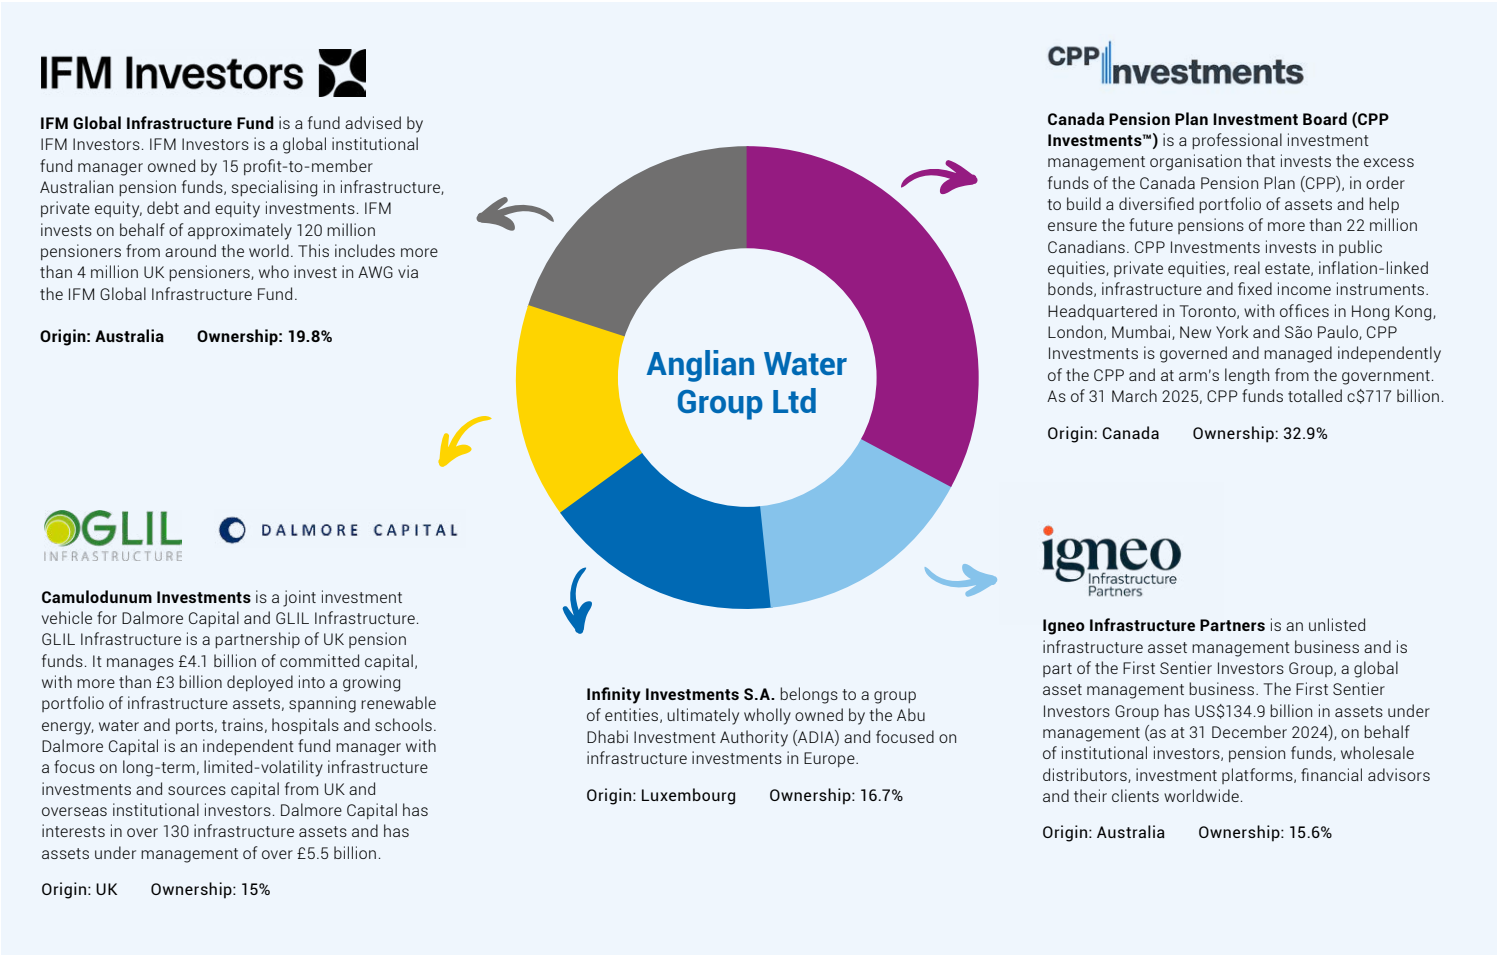 IFM Investors
IFM Global Infrastructure Fund is a fund advised by
IFM Investors. IFM Investors is a global institutional
fund manager owned by 15 profit-to-member
Australian pension funds, specialising in infrastructure,
private equity, debt and equity investments. IFM
invests on behalf of approximately 120 million
pensioners from around the world. This includes more
than 4 million UK pensioners, who invest in AWG via
the IFM Global Infrastructure Fund.
Origin: Australia Ownership: 19.8%
CPP Investments
Canada Pension Plan Investment Board (CPP
Investments™) is a professional investment
management organisation that invests the excess
funds of the Canada Pension Plan (CPP), in order
to build a diversified portfolio of assets and help
ensure the future pensions of more than 22 million
Canadians. CPP Investments invests in public
equities, private equities, real estate, inflation-linked
bonds, infrastructure and fixed income instruments.
Headquartered in Toronto, with offices in Hong Kong,
London, Mumbai, New York and São Paulo, CPP
Investments is governed and managed independently
of the CPP and at arm's length from the government.
As of 31 March 2025, CPP funds totalled c$717 billion.
Origin: Canada Ownership: 32.9%
Anglian Water
Group Ltd
GLIL
INFRASTRUCTURE
DALMORE CAPITAL
Camulodunum Investments is a joint investment
vehicle for Dalmore Capital and GLIL Infrastructure.
GLIL Infrastructure is a partnership of UK pension
funds. It manages £4.1 billion of committed capital,
with more than £3 billion deployed into a growing
portfolio of infrastructure assets, spanning renewable
energy, water and ports, trains, hospitals and schools.
Dalmore Capital is an independent fund manager with
a focus on long-term, limited-volatility infrastructure
investments and sources capital from UK and
overseas institutional investors. Dalmore Capital has
interests in over 130 infrastructure assets and has
assets under management of over £5.5 billion.
Origin: UK Ownership: 15%
Infinity Investments S.A. belongs to a group
of entities, ultimately wholly owned by the Abu
Dhabi Investment Authority (ADIA) and focused on
infrastructure investments in Europe.
Origin: Luxembourg Ownership: 16.7%
igneo
Infrastructure
Partners
Igneo Infrastructure Partners is an unlisted
infrastructure asset management business and is
part of the First Sentier Investors Group, a global
asset management business. The First Sentier
Investors Group has US$134.9 billion in assets under
management (as at 31 December 2024), on behalf
of institutional investors, pension funds, wholesale
distributors, investment platforms, financial advisors
and their clients worldwide.
Origin: Australia Ownership: 15.6%